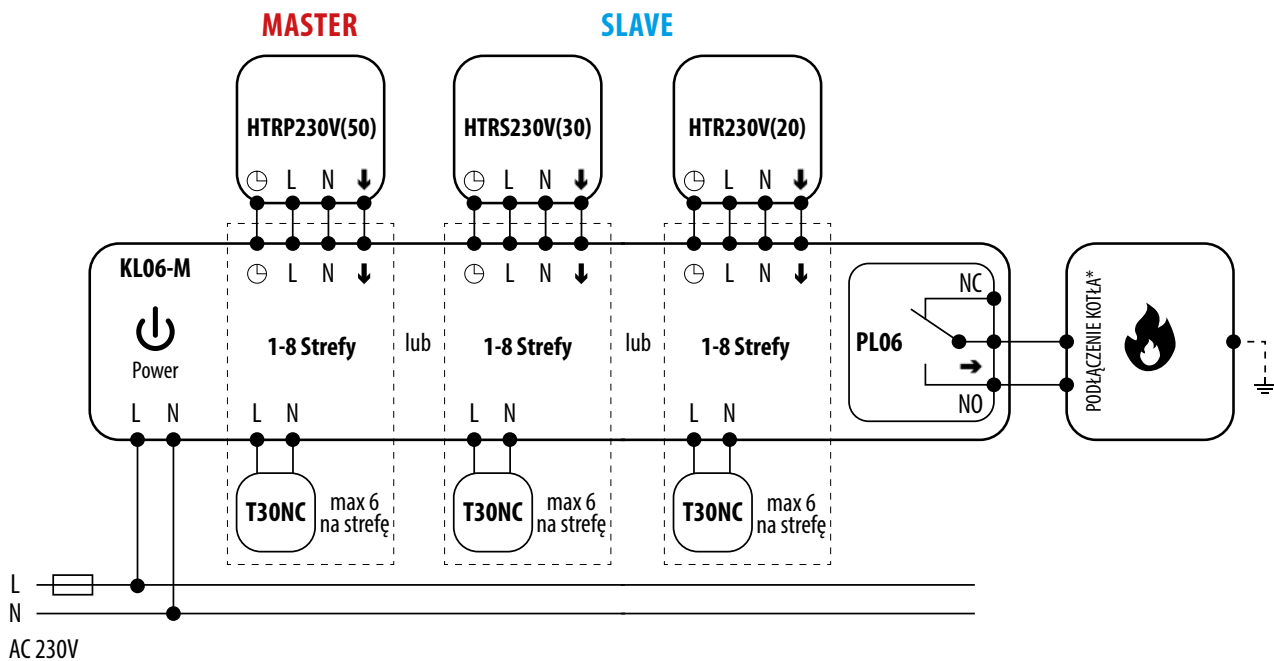 MASTER
SLAVE
HTRP230V(50)
HTRS230V(30)
HTR230V(20)
L N
L N
L N
KL06-M
L N
L N
L N
NC
Power
1-8 Strefy
lub
1-8 Strefy
lub
1-8 Strefy
PL06
NO
PODŁĄCZENIE KOTŁA*
L N
L N
L N
L N
T30NC
max 6
na strefę
T30NC
max 6
na strefę
T30NC
max 6
na strefę
L
N
AC 230V